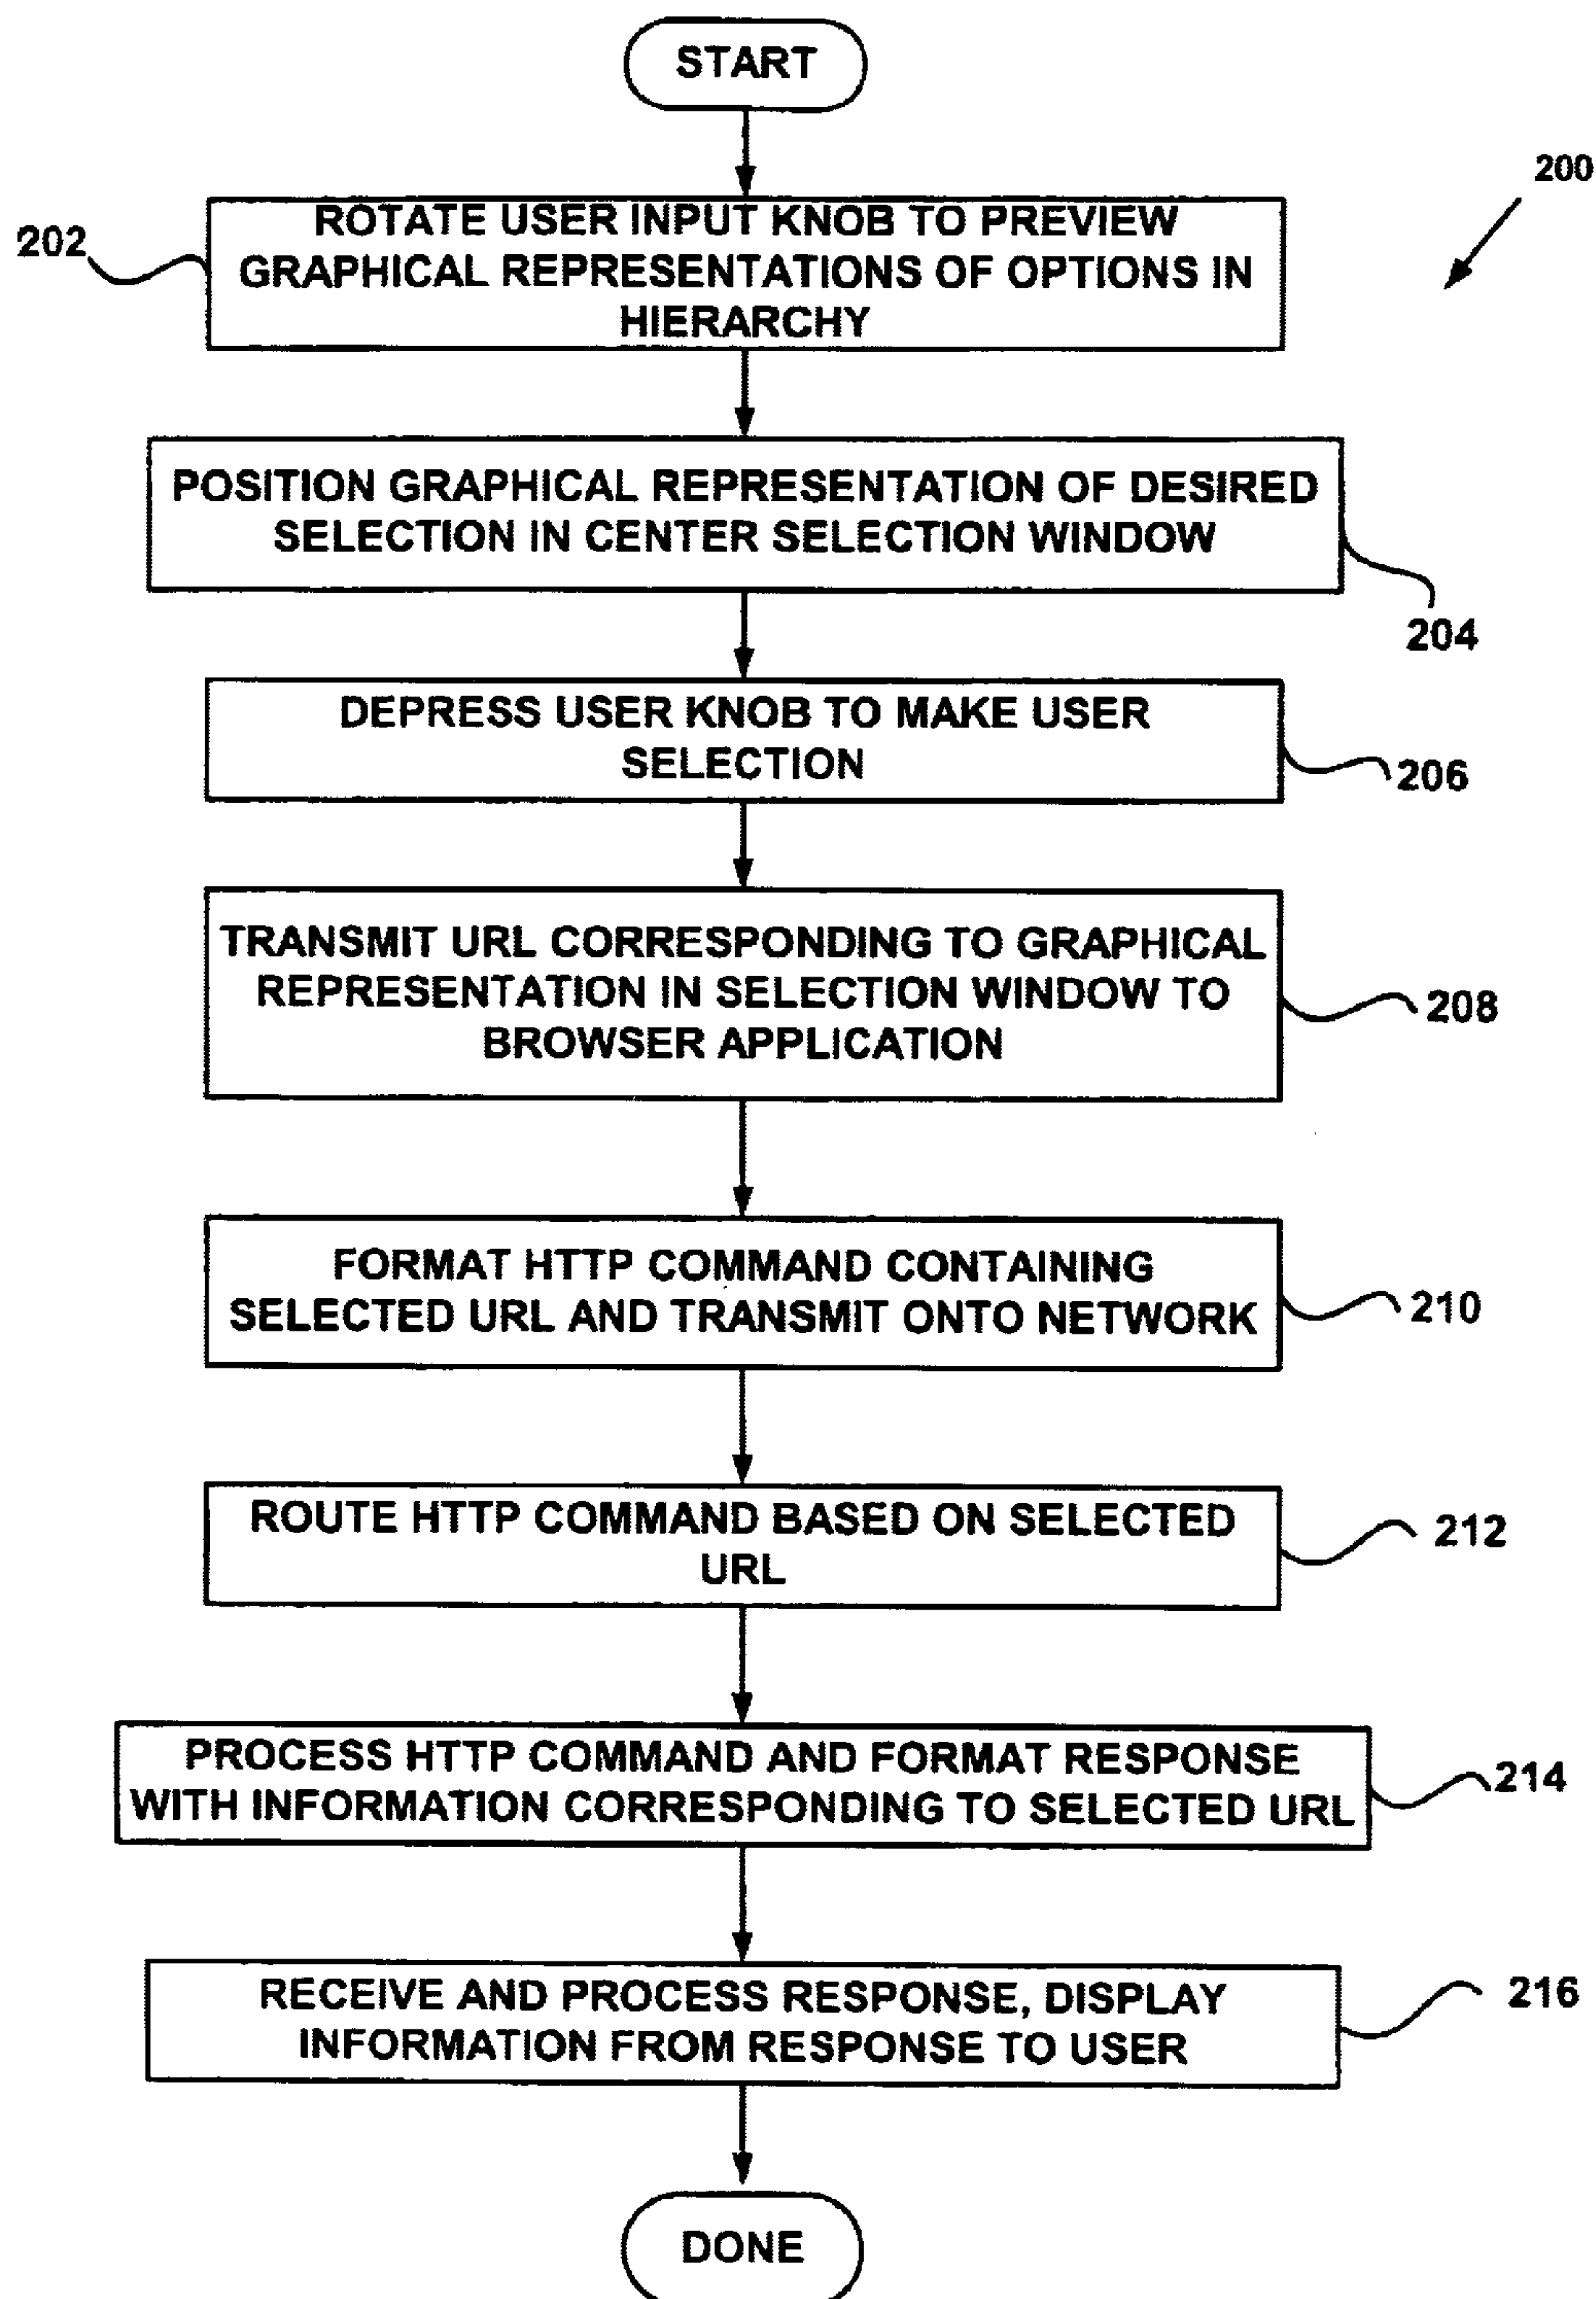 START
200
202
ROTATE USER INPUT KNOB TO PREVIEW
GRAPHICAL REPRESENTATIONS OF OPTIONS IN
HIERARCHY
POSITION GRAPHICAL REPRESENTATION OF DESIRED
SELECTION IN CENTER SELECTION WINDOW
204
DEPRESS USER KNOB TO MAKE USER
SELECTION
206
TRANSMIT URL CORRESPONDING TO GRAPHICAL
REPRESENTATION IN SELECTION WINDOW TO
BROWSER APPLICATION
208
FORMAT HTTP COMMAND CONTAINING
SELECTED URL AND TRANSMIT ONTO NETWORK
210
ROUTE HTTP COMMAND BASED ON SELECTED
URL
212
PROCESS HTTP COMMAND AND FORMAT RESPONSE
WITH INFORMATION CORRESPONDING TO SELECTED URL
214
RECEIVE AND PROCESS RESPONSE, DISPLAY
INFORMATION FROM RESPONSE TO USER
216
DONE